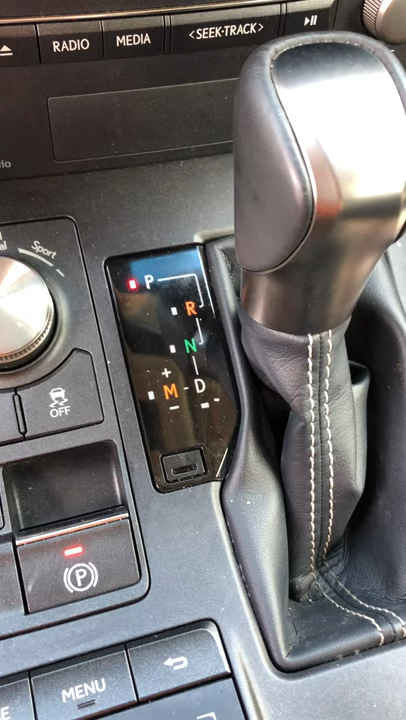 RADIO
MEDIA
<SEEK•TRACK>
Sport
P
R
N
+
M - D
–
OFF
P
MENU